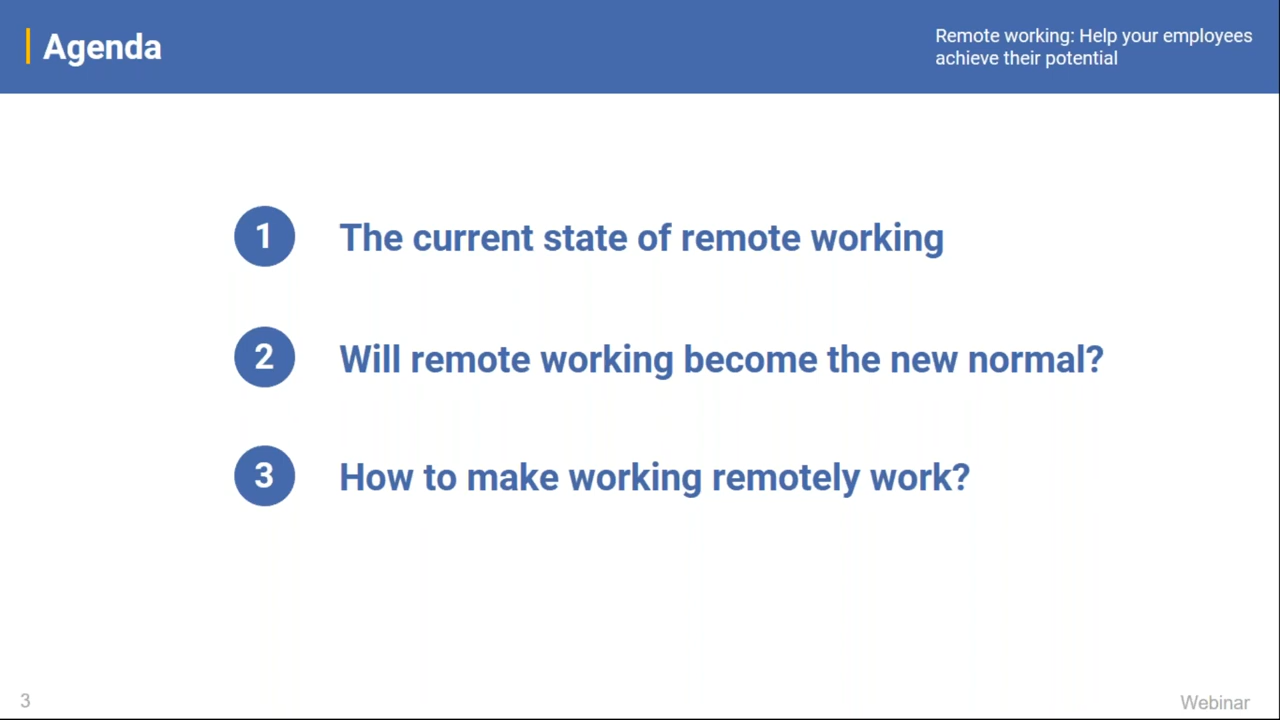 Agenda
Remote working: Help your employees
achieve their potential
1 The current state of remote working
2 Will remote working become the new normal?
3 How to make working remotely work?
3
Webinar